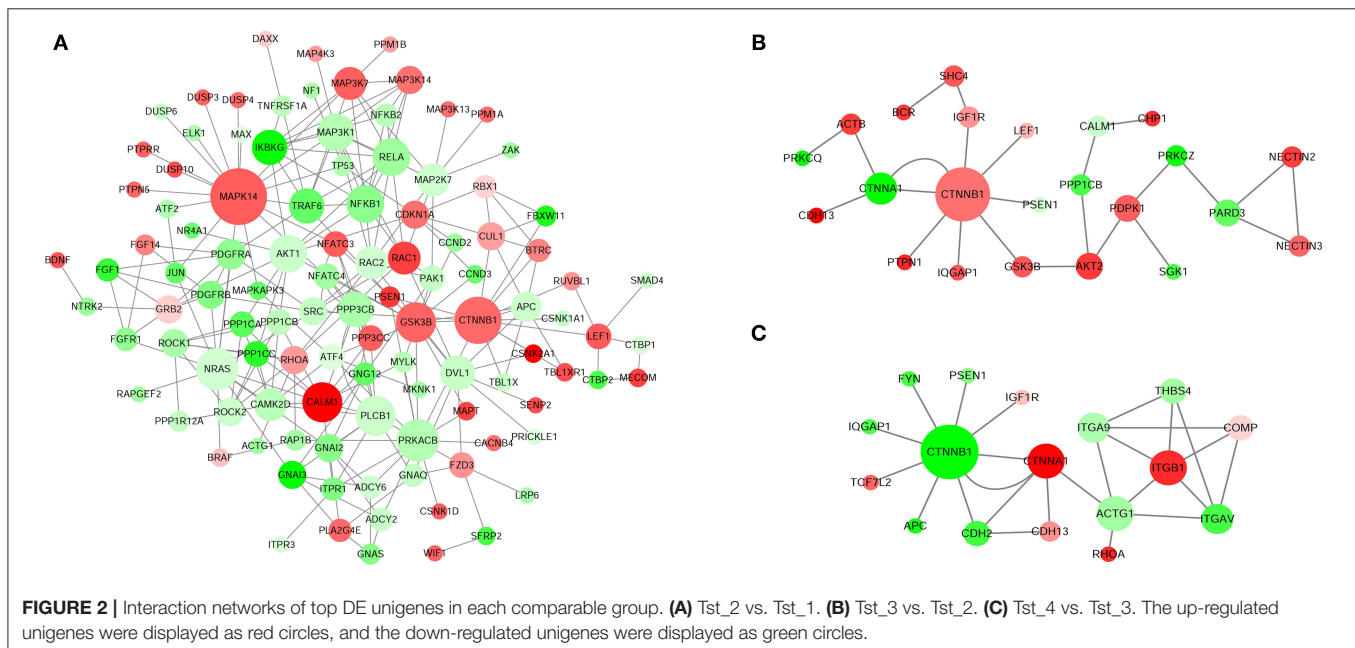 A
B
DAXX
PPM1B
MAP4K3
MAP3K7
MAP3K14
DUSP3
DUSP4
NF1
TNFRSF1A
DUSP6
NFKB2
MAP3K13
PPM1A
ELK1
MAX
MAP3K1
PTPRR
IKBKG
RELA
ZAK
DUSP10
TP53
MAP2K7
PTPN5
MAPK14
RBX1
TRAF6
NFKB1
CDKN1A
FBXW11
ATF2
NR4A1
CUL1
FGF14
NFATC3
CCND2
BTRC
BDNF
PDGFRA
AKT1
RAC2
RAC1
FGF1
JUN
NFATC4
PAK1
CCND3
RUVBL1
SMAD4
NTRK2
PDGFRB
MAPKAPK3
PSEN1
GRB2
SRC
PPP3CB
GSK3B
CTNNB1
APC
CSNK1A1
PPP1CA
PPP1CB
LEF1
FGFR1
ROCK1
PPP1CC
RHOA
PPP3CC
CSNK2A1
CTBP1
ATF4
MYLK
NRAS
GNG12
DVL1
TBL1XR1
MECOM
MKNK1
TBL1X
CTBP2
RAPGEF2
CAMK2D
CALM1
ROCK2
PLCB1
MAPT
SENP2
PPP1R12A
ACTG1
RAP1B
PRKACB
CACNB4
PRICKLE1
BRAF
GNAI2
GNAQ
FZD3
GNAI3
ITPR1
ADCY6
LRP6
ADCY2
CSNK1D
ITPR3
PLA2G4E
SFRP2
GNAS
WIF1
SHC4
BCR
IGF1R
ACTB
LEF1
CALM1
CHP1
PRKCQ
PRKCZ
NECTIN2
CTNNA1
CTNNB1
PSEN1
PPP1CB
CDH13
PDPK1
PARD3
PTPN1
IQGAP1
GSK3B
AKT2
SGK1
NECTIN3
C
FYN
PSEN1
IGF1R
THBS4
IQGAP1
ITGA9
COMP
CTNNB1
CTNNA1
ITGB1
TCF7L2
APC
CDH2
CDH13
ACTG1
ITGAV
RHOA
FIGURE 2 | Interaction networks of top DE unigenes in each comparable group. (A) Tst_2 vs. Tst_1. (B) Tst_3 vs. Tst_2. (C) Tst_4 vs. Tst_3. The up-regulated
unigenes were displayed as red circles, and the down-regulated unigenes were displayed as green circles.